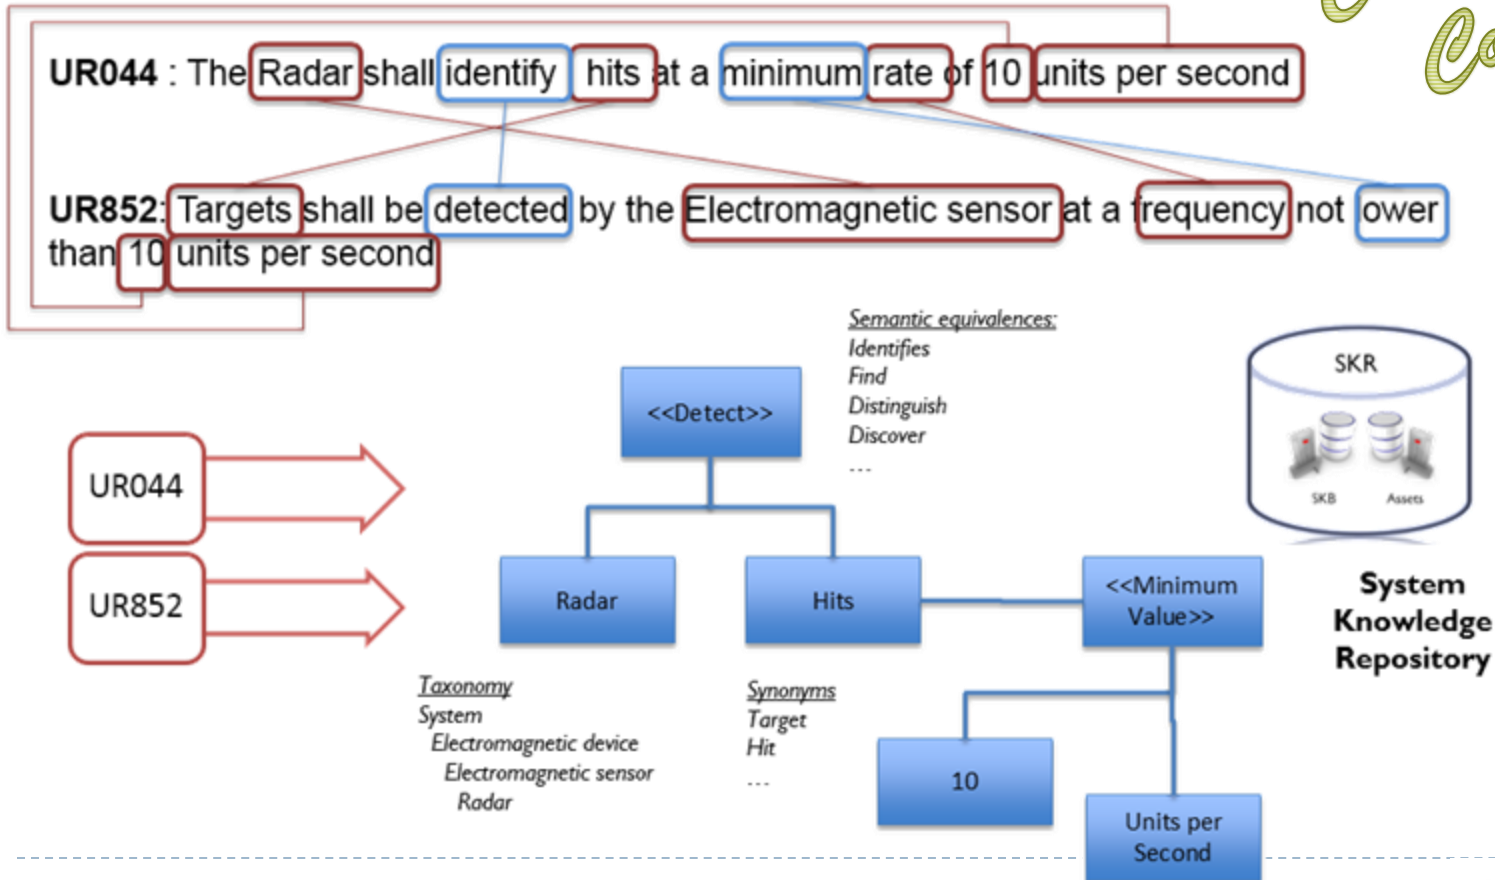 UR044 : The Radar shall identify hits at a minimum rate of 10 units per second
UR852: Targets shall be detected by the Electromagnetic sensor at a frequency not ower
than 10 units per second
Semantic equivalences:
Identifies
Find
Distinguish
Discover
...
SKR
SKB Assets
System
Knowledge
Repository
UR044
UR852
<<Detect>>
Radar
Hits
<<Minimum
Value>>
Taxonomy
System
Electromagnetic device
Electromagnetic sensor
Radar
Synonyms
Target
Hit
...
10
Units per
Second